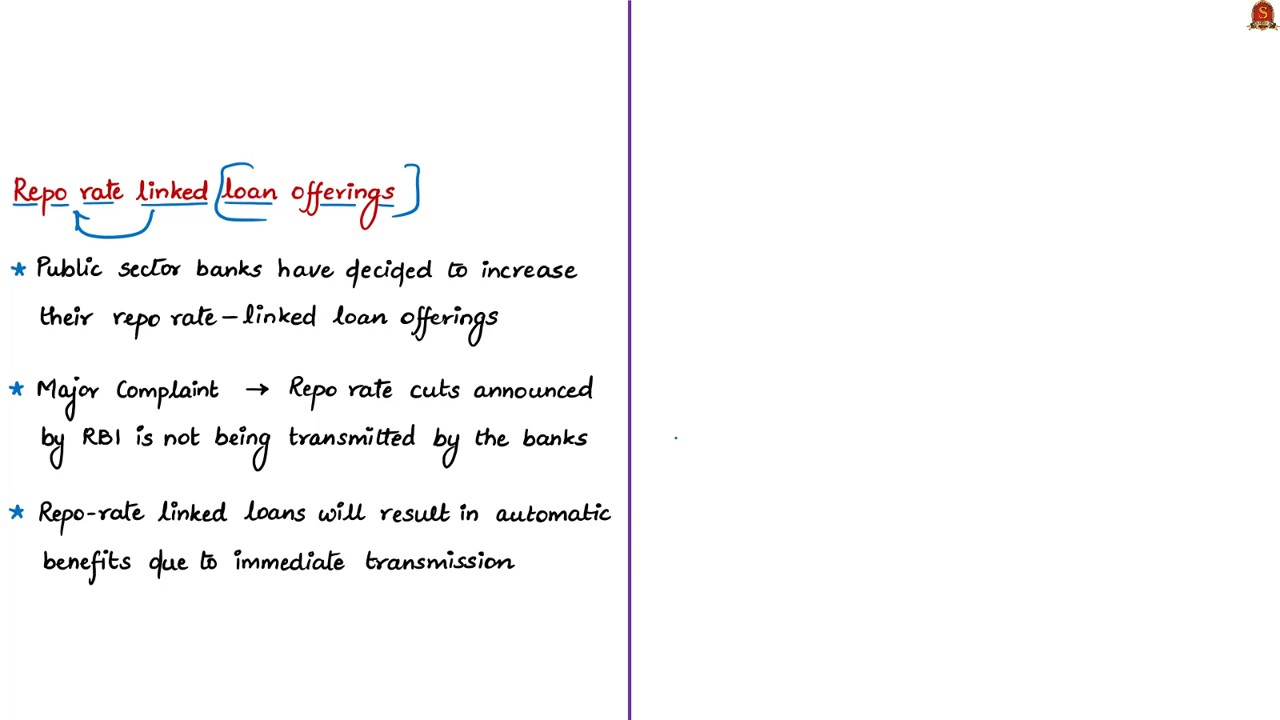 Repo rate linked loan offerings
* Public sector banks have decided to increase
their repo rate - linked loan offerings
* Major Complaint → Repo rate cuts announced
by RBI is not being transmitted by the banks
* Repo-rate linked loans will result in automatic
benefits due to immediate transmission